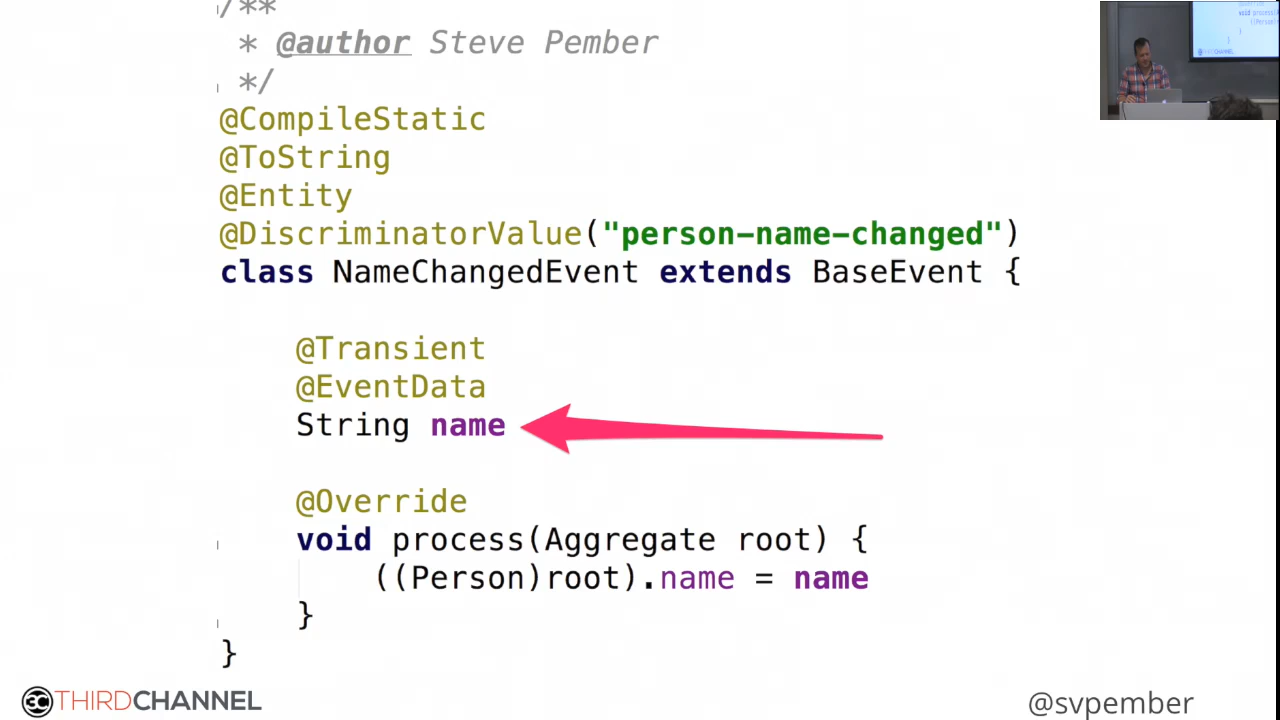 /**
* @author Steve Pember
*/
@CompileStatic
@ToString
@Entity
@DiscriminatorValue("person-name-changed")
class NameChangedEvent extends BaseEvent {
@Transient
@EventData
String name
@Override
void process(Aggregate root) {
((Person)root).name = name
}
}
3C THIRDCHANNEL
@svpember